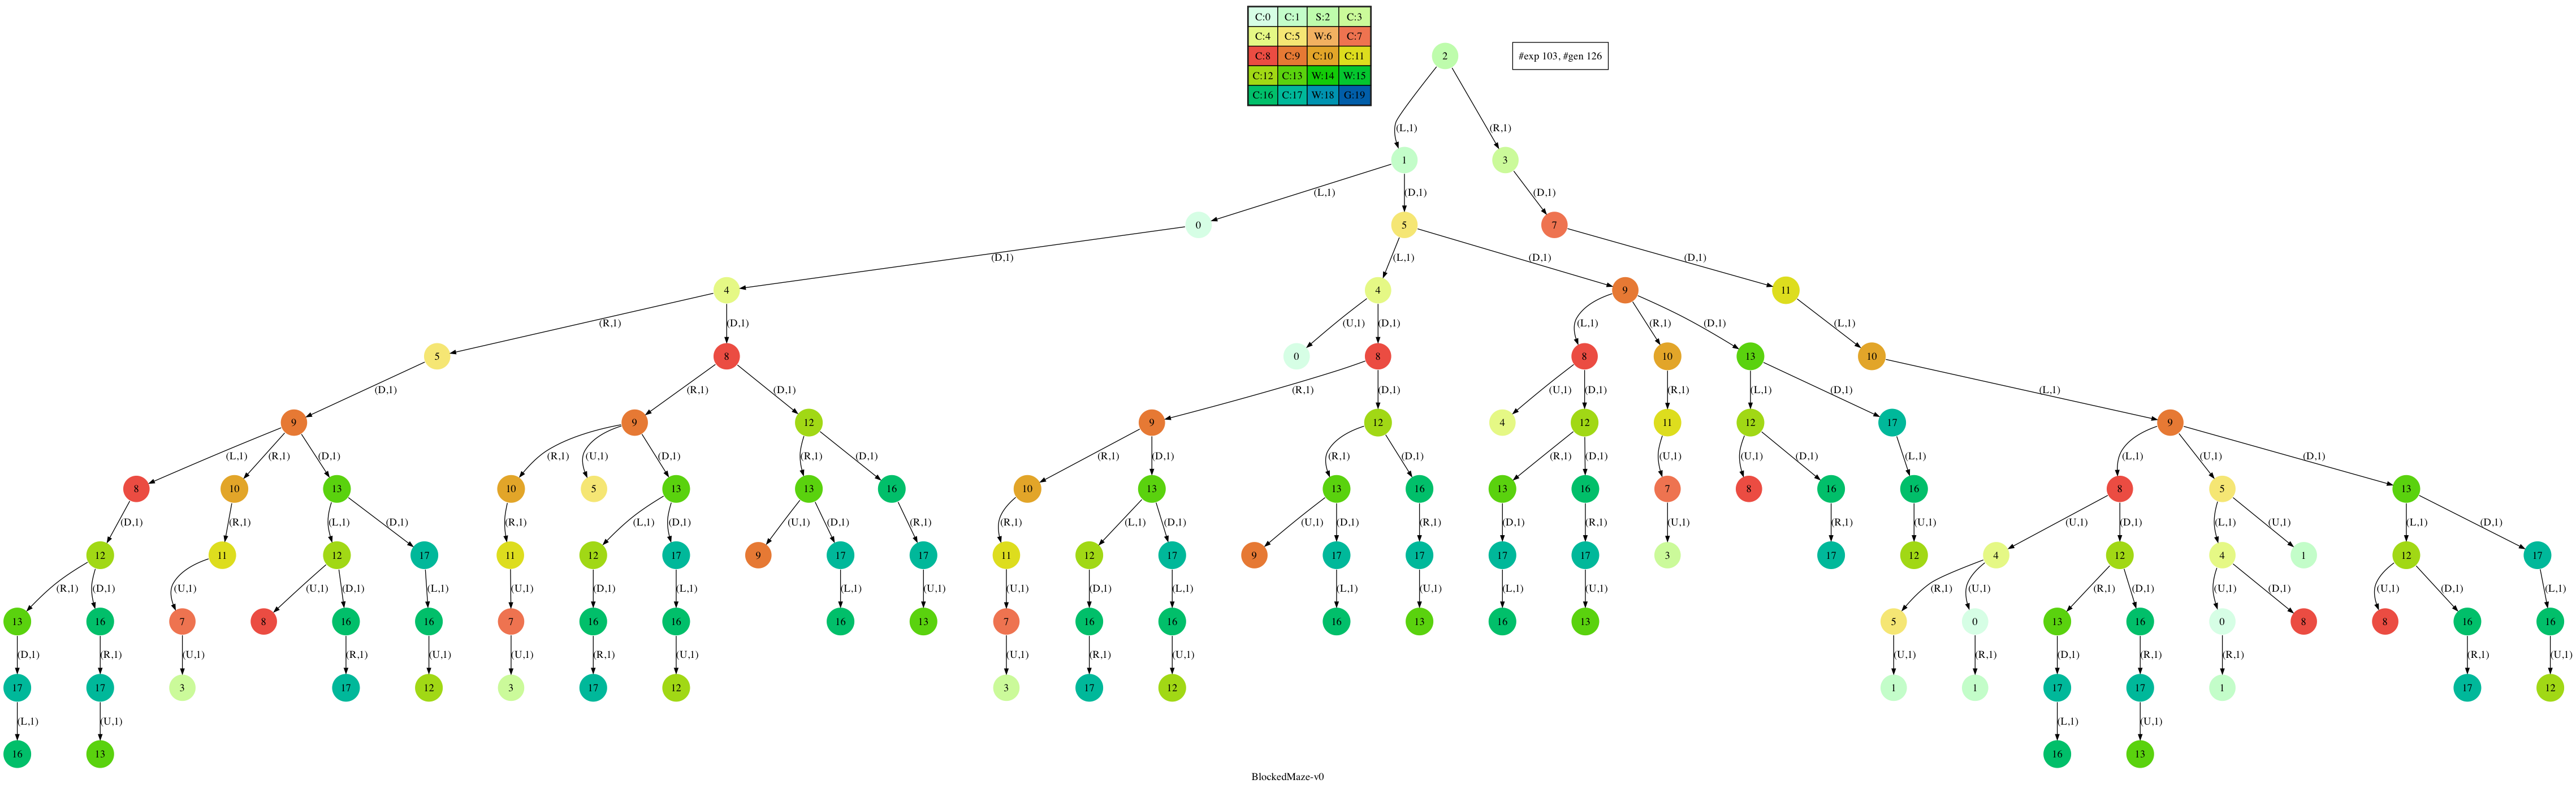 C:0 C:1 S:2 C:3
C:4 C:5 W:6 C:7
C:8 C:9 C:10 C:11
C:12 C:13 W:14 W:15
C:16 C:17 W:18 G:19
2 #exp 103, #gen 126
(L,1) (R,1)
1 3
(L,1) (D,1) (D,1)
0 5 7
(D,1) (L,1) (D,1) (D,1)
4 4 9 11
(R,1) (D,1) (U,1) (D,1) (L,1) (R,1) (D,1) (L,1)
5 8 0 8 8 10 13 10
(D,1) (R,1) (D,1) (R,1) (D,1) (U,1) (D,1) (R,1) (L,1) (D,1) (L,1)
9 9 12 9 12 4 12 11 12 17 9
(L,1) (R,1) (D,1) (R,1) (U,1) (D,1) (R,1) (D,1) (R,1) (D,1) (R,1) (D,1) (R,1) (D,1) (U,1) (U,1) (D,1) (L,1) (L,1) (U,1) (D,1)
8 10 13 10 5 13 13 16 10 13 13 16 13 16 7 8 16 16 8 5 13
(D,1) (R,1) (L,1) (D,1) (R,1) (L,1) (D,1) (U,1) (D,1) (R,1) (R,1) (L,1) (D,1) (U,1) (D,1) (R,1) (D,1) (R,1) (U,1) (R,1) (U,1) (U,1) (D,1) (L,1) (U,1) (L,1) (D,1)
12 11 12 17 11 12 17 9 17 17 11 12 17 9 17 17 17 17 3 17 12 4 12 4 1 12 17
(R,1) (D,1) (U,1) (U,1) (D,1) (L,1) (U,1) (D,1) (L,1) (L,1) (U,1) (U,1) (D,1) (L,1) (L,1) (U,1) (L,1) (U,1) (R,1) (U,1) (R,1) (D,1) (U,1) (D,1) (U,1) (D,1) (L,1)
13 16 7 8 16 16 7 16 16 16 13 7 16 16 16 13 16 13 5 0 13 16 0 8 8 16 16
(D,1) (R,1) (U,1) (R,1) (U,1) (U,1) (R,1) (U,1) (U,1) (R,1) (U,1) (U,1) (R,1) (D,1) (R,1) (R,1) (R,1) (U,1)
17 17 3 17 12 3 17 12 3 17 12 1 1 17 17 1 17 12
(L,1) (U,1) (L,1) (U,1)
16 13 16 13
BlockedMaze-v0